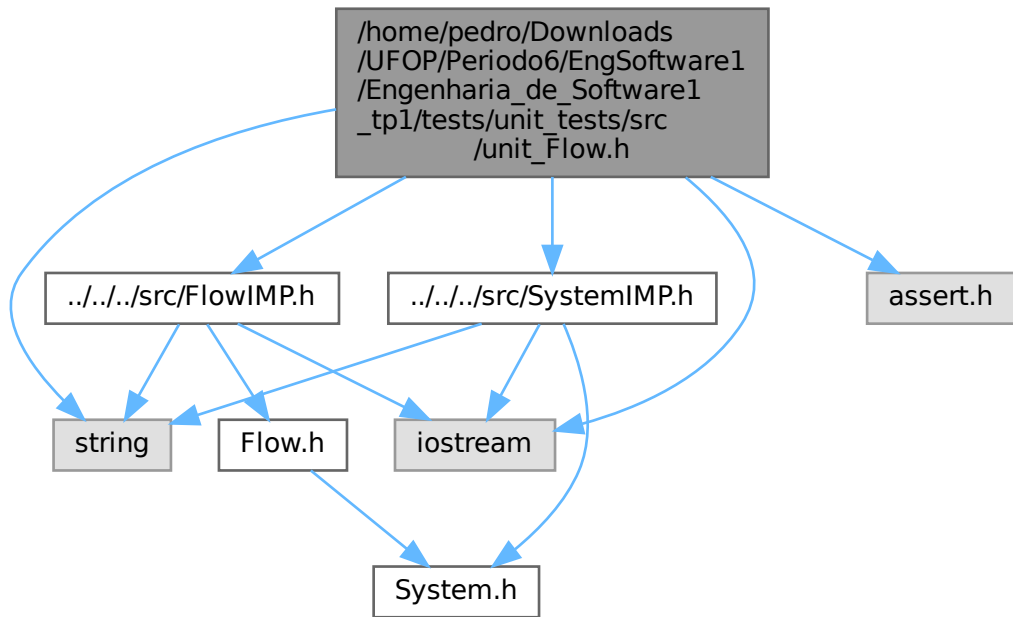 /home/pedro/Downloads
/UFOP/Periodo6/EngSoftware1
/Engenharia_de_Software1
_tp1/tests/unit_tests/src
/unit_Flow.h
../../../src/FlowIMP.h
../../../src/SystemIMP.h
assert.h
string
Flow.h
iostream
System.h